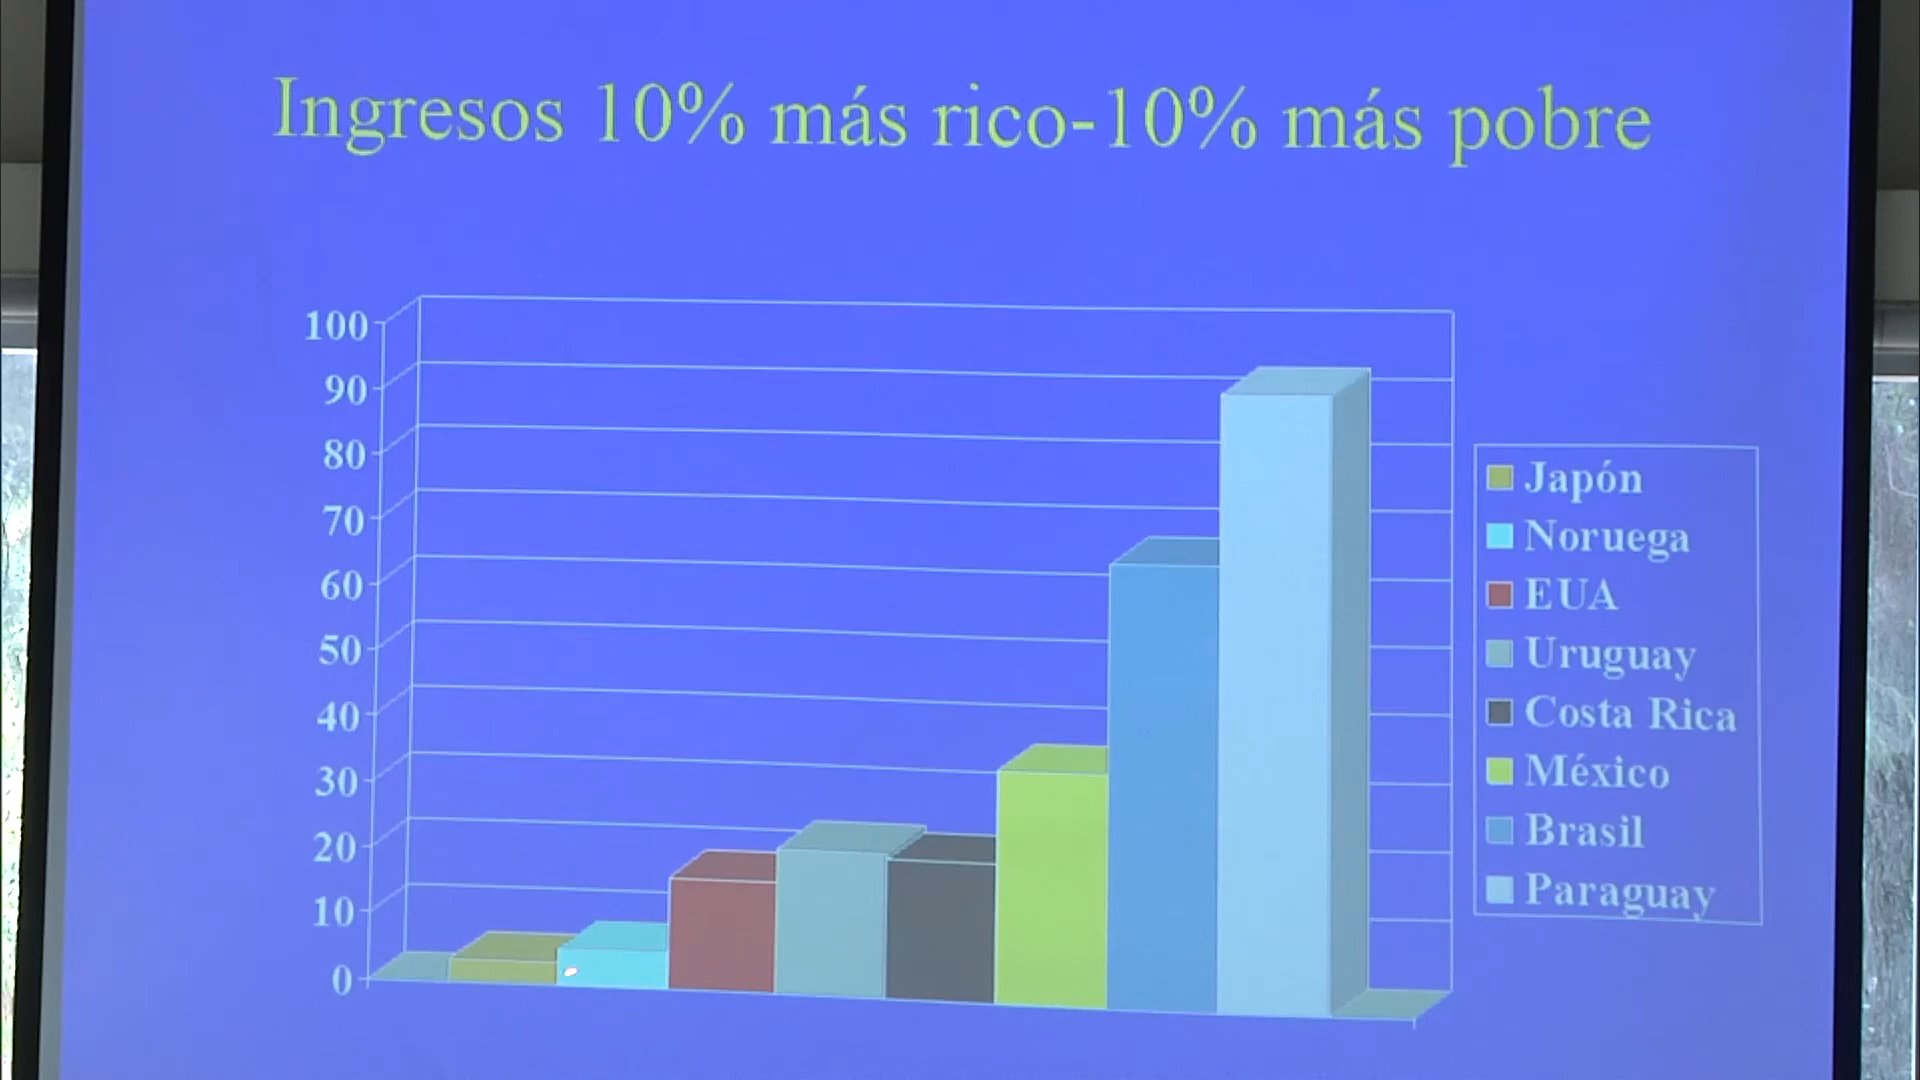 Ingresos 10% más rico-10% más pobre
100
90
80
70
60
50
40
30
20
10
0
Japón
Noruega
EUA
Uruguay
Costa Rica
México
Brasil
Paraguay